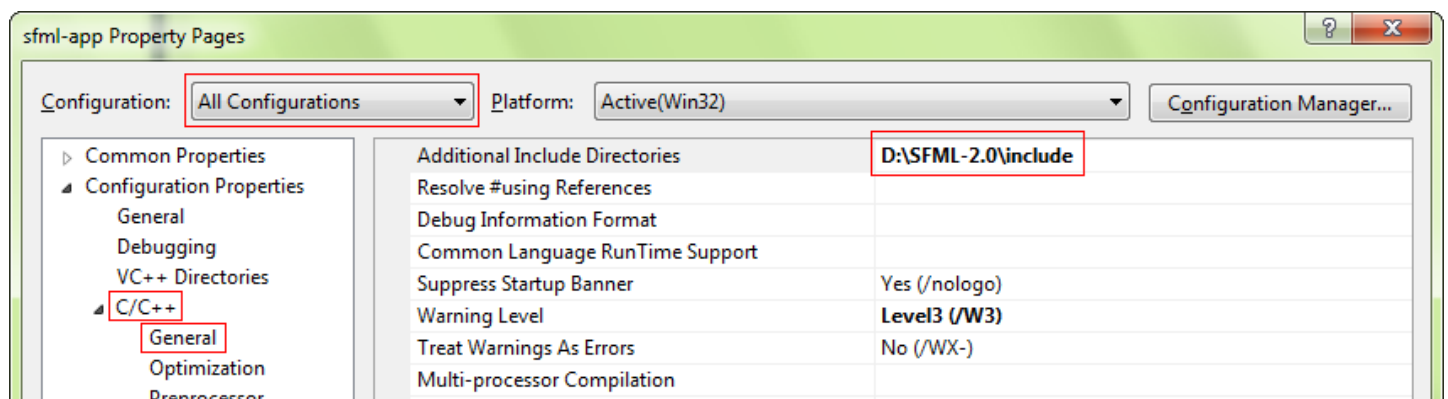 sfml-app Property Pages
Configuration: All Configurations Platform: Active(Win32) Configuration Manager...
Common Properties
Configuration Properties
General
Debugging
VC++ Directories
C/C++
General
Optimization
Preprocessor
Additional Include Directories D:\SFML-2.0\include
Resolve #using References
Debug Information Format
Common Language RunTime Support
Suppress Startup Banner Yes (/nologo)
Warning Level Level3 (/W3)
Treat Warnings As Errors No (/WX-)
Multi-processor Compilation